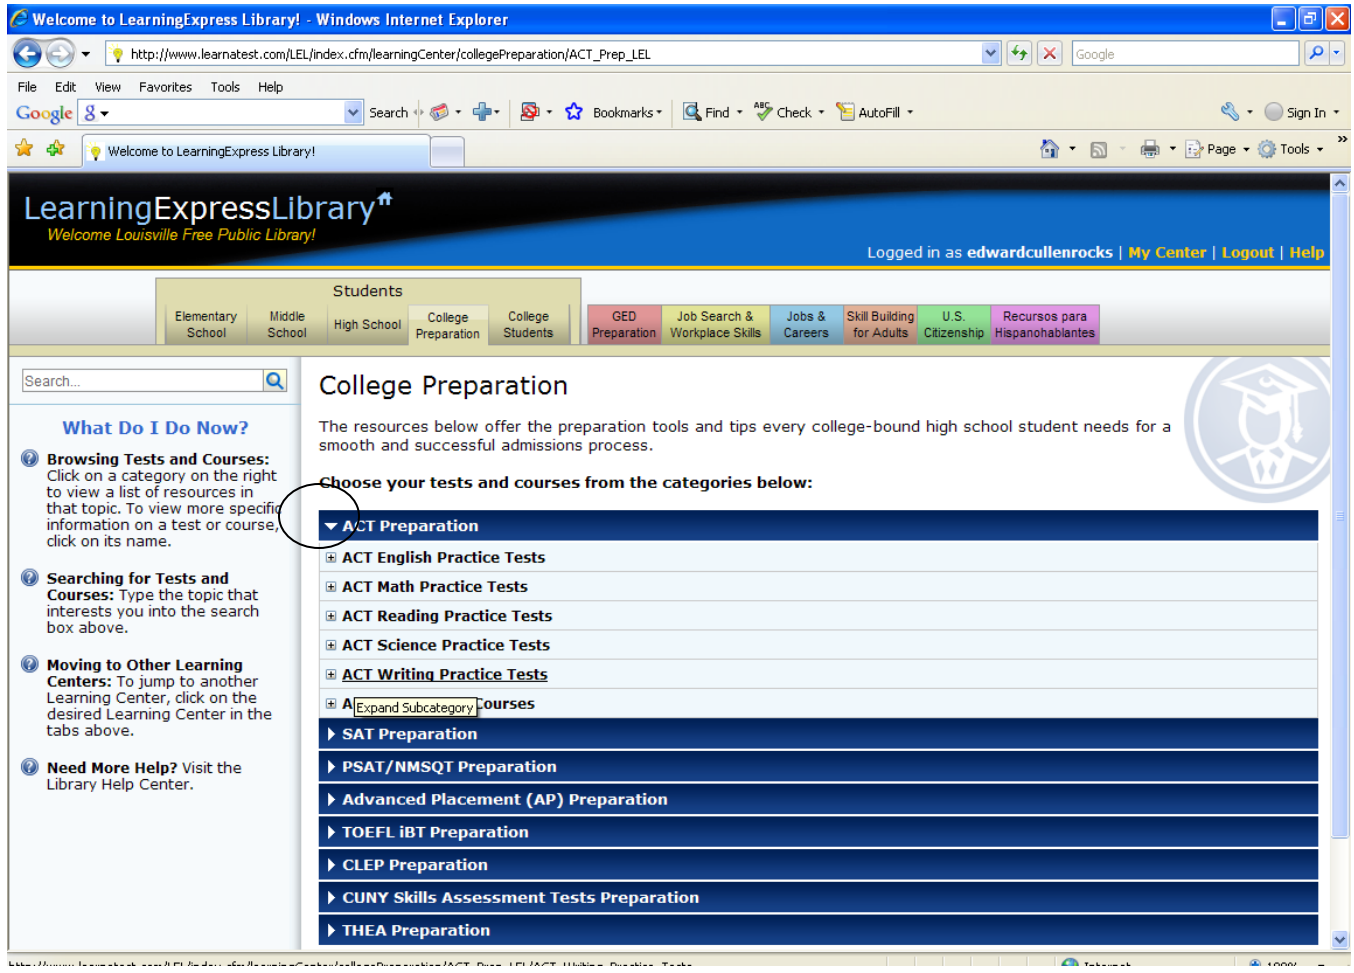 Welcome to LearningExpress Library! - Windows Internet Explorer
http://www.learnatest.com/LEL/index.cfm/learningCenter/collegePreparation/ACT_Prep_LEL
Google
File Edit View Favorites Tools Help
Google Search Bookmarks Find Check AutoFill Sign In
Welcome to LearningExpress Library!
Page Tools
LearningExpressLibrary
Welcome Louisville Free Public Library!
Logged in as edwardcullenrocks | My Center | Logout | Help
Students
Elementary School
Middle School
High School
College Preparation
College Students
GED Preparation
Job Search & Workplace Skills
Jobs & Careers
Skill Building for Adults
U.S. Citizenship
Recursos para Hispanohablantes
Search...
What Do I Do Now?
Browsing Tests and Courses:
Click on a category on the right
to view a list of resources in
that topic. To view more specific
information on a test or course,
click on its name.
Searching for Tests and
Courses: Type the topic that
interests you into the search
box above.
Moving to Other Learning
Centers: To jump to another
Learning Center, click on the
desired Learning Center in the
tabs above.
Need More Help? Visit the
Library Help Center.
College Preparation
The resources below offer the preparation tools and tips every college-bound high school student needs for a
smooth and successful admissions process.
Choose your tests and courses from the categories below:
ACT Preparation
ACT English Practice Tests
ACT Math Practice Tests
ACT Reading Practice Tests
ACT Science Practice Tests
ACT Writing Practice Tests
Expand Subcategory
Courses
SAT Preparation
PSAT/NMSQT Preparation
Advanced Placement (AP) Preparation
TOEFL iBT Preparation
CLEP Preparation
CUNY Skills Assessment Tests Preparation
THEA Preparation